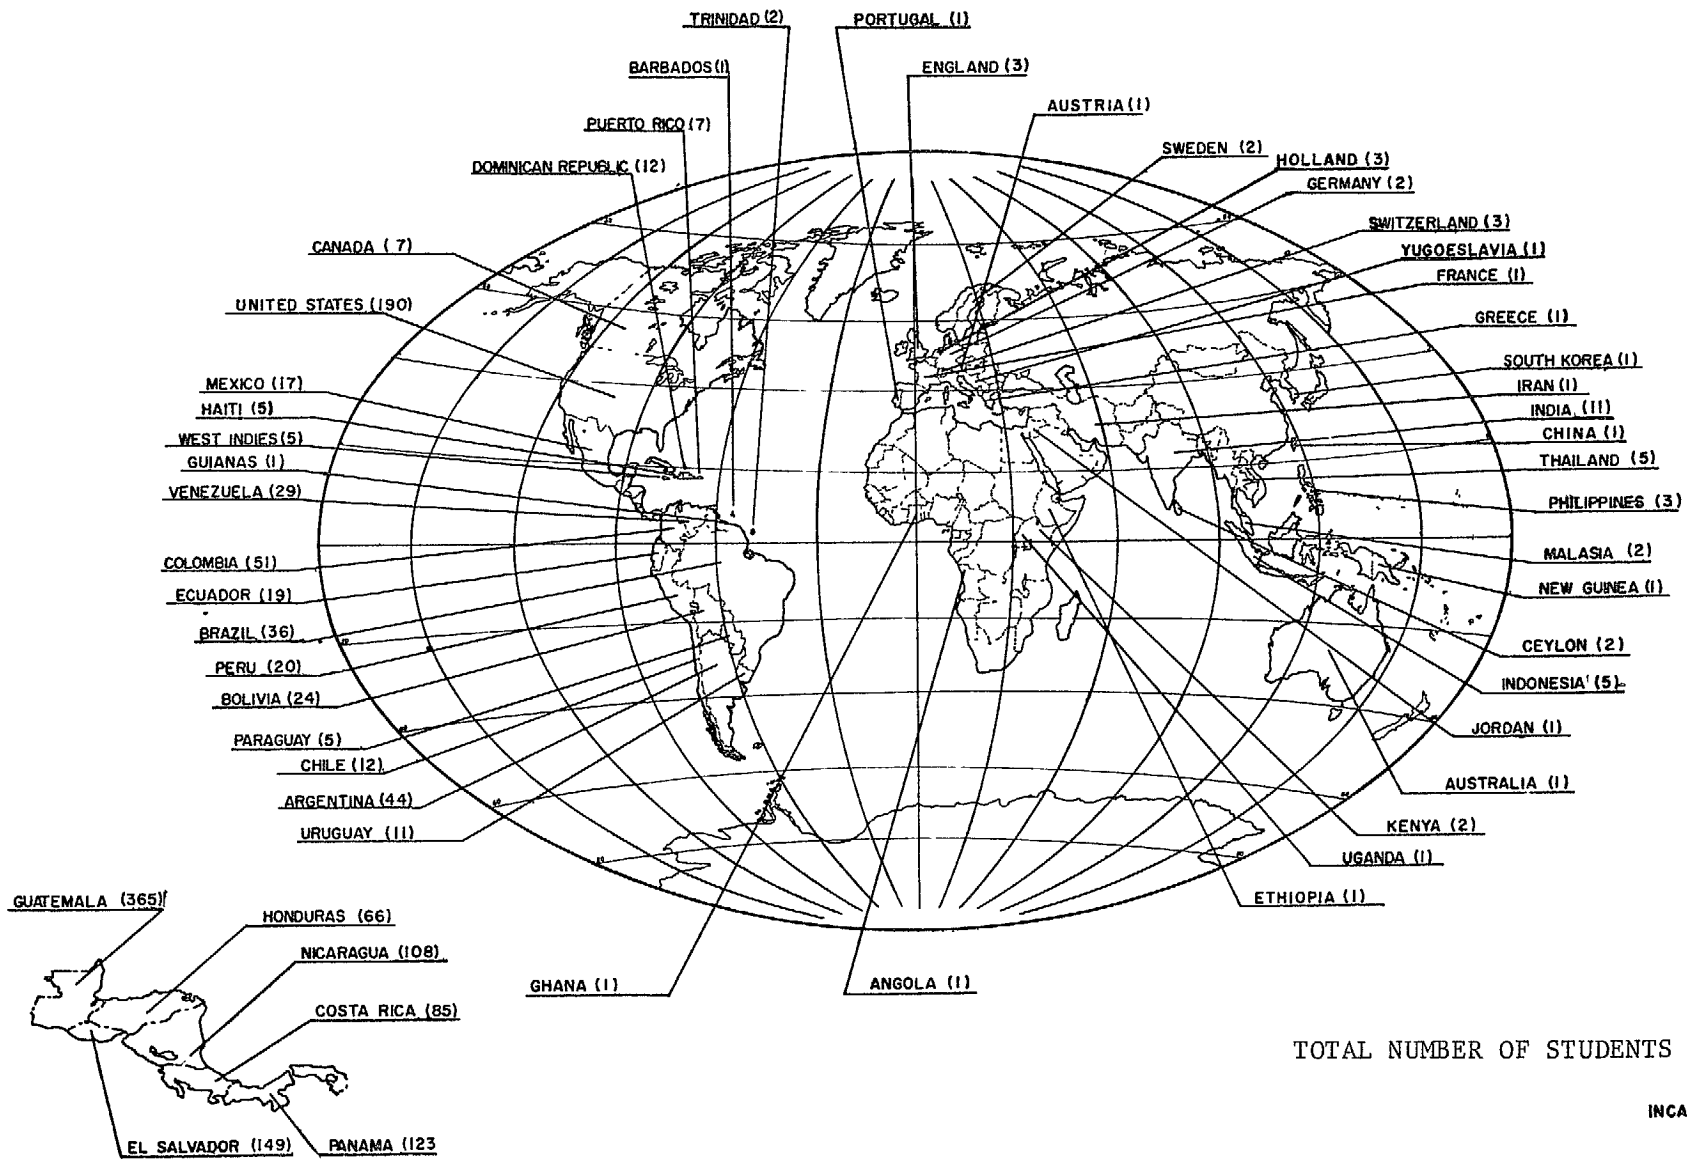 TRINIDAD (2)
PORTUGAL (1)
BARBADOS (1)
ENGLAND (3)
AUSTRIA (1)
PUERTO RICO (7)
DOMINICAN REPUBLIC (12)
SWEDEN (2)
HOLLAND (3)
GERMANY (2)
SWITZERLAND (3)
YUGOESLAVIA (1)
FRANCE (1)
CANADA (7)
UNITED STATES (190)
GREECE (1)
SOUTH KOREA (1)
MEXICO (17)
IRAN (1)
HAITI (5)
INDIA, (11)
WEST INDIES (5)
CHINA (1)
GUIANAS (1)
THAILAND (5)
VENEZUELA (29)
PHILIPPINES (3)
COLOMBIA (51)
MALASIA (2)
ECUADOR (19)
NEW GUINEA (1)
BRAZIL (36)
CEYLON (2)
PERU (20)
INDONESIA (5)
BOLIVIA (24)
JORDAN (1)
PARAGUAY (5)
CHILE (12)
AUSTRALIA (1)
ARGENTINA (44)
URUGUAY (11)
KENYA (2)
UGANDA (1)
ETHIOPIA (1)
GUATEMALA (365)
HONDURAS (66)
NICARAGUA (108)
GHANA (1)
ANGOLA (1)
COSTA RICA (85)
TOTAL NUMBER OF STUDENTS
INCA
EL SALVADOR (149)
PANAMA (123